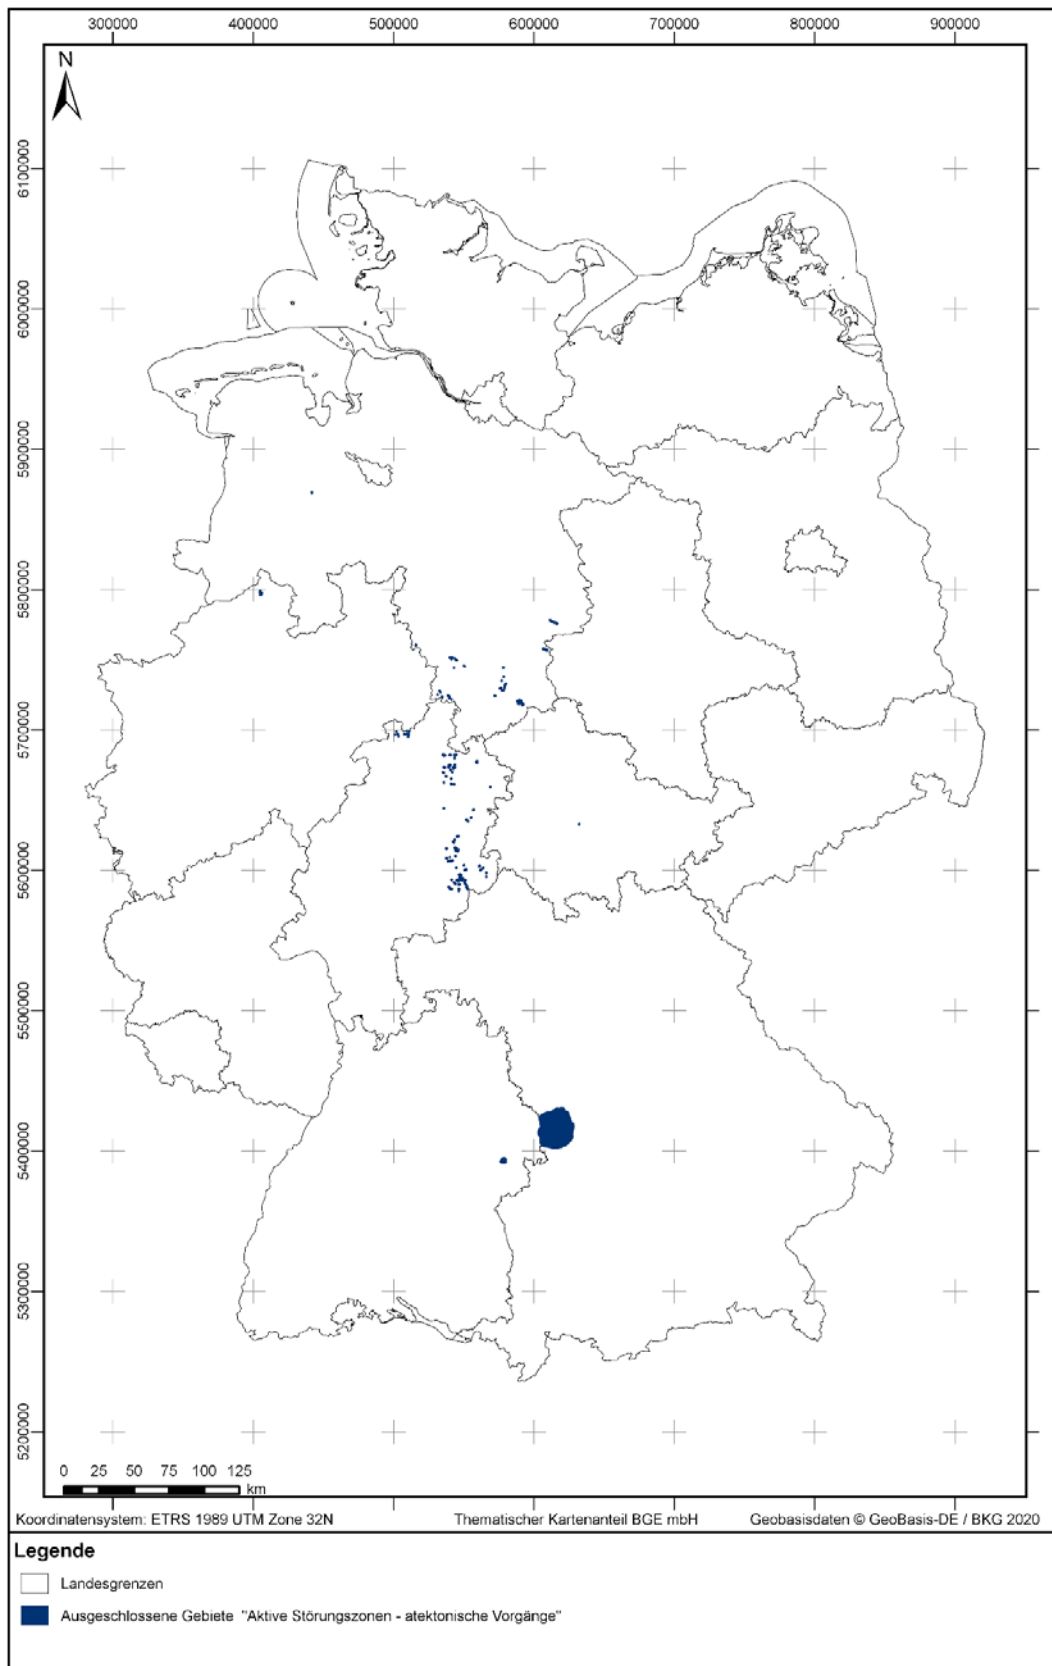 300000 400000 500000 600000 700000 800000 900000
N
6100000
6000000
5900000
5800000
5700000
5600000
5500000
5400000
5300000
5200000
0 25 50 75 100 125
km
Koordinatensystem: ETRS 1989 UTM Zone 32N Thematischer Kartenanteil BGE mbH Geobasisdaten © GeoBasis-DE / BKG 2020
Legende
Landesgrenzen
Ausgeschlossene Gebiete "Aktive Störungszonen - atektonische Vorgänge"